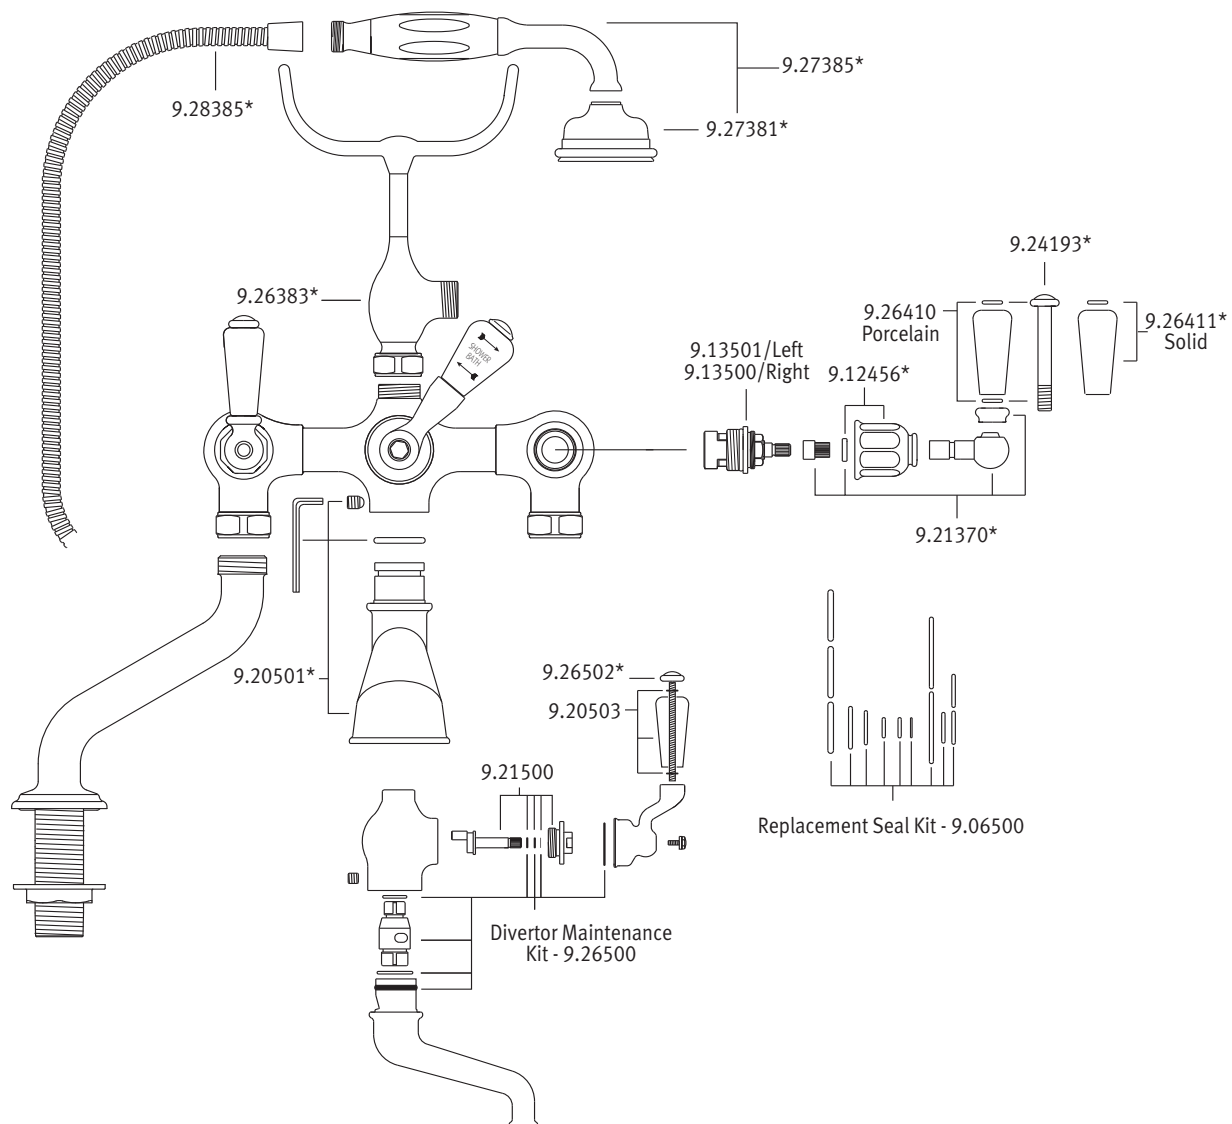 9.27385*
9.28385*
9.27381*
9.24193*
9.26383*
9.26410
Porcelain
9.26411*
Solid
SHOWER
BATH
9.13501/Left
9.13500/Right
9.12456*
9.21370*
9.20501*
9.26502*
9.20503
9.21500
Replacement Seal Kit - 9.06500
Divertor Maintenance
Kit - 9.26500